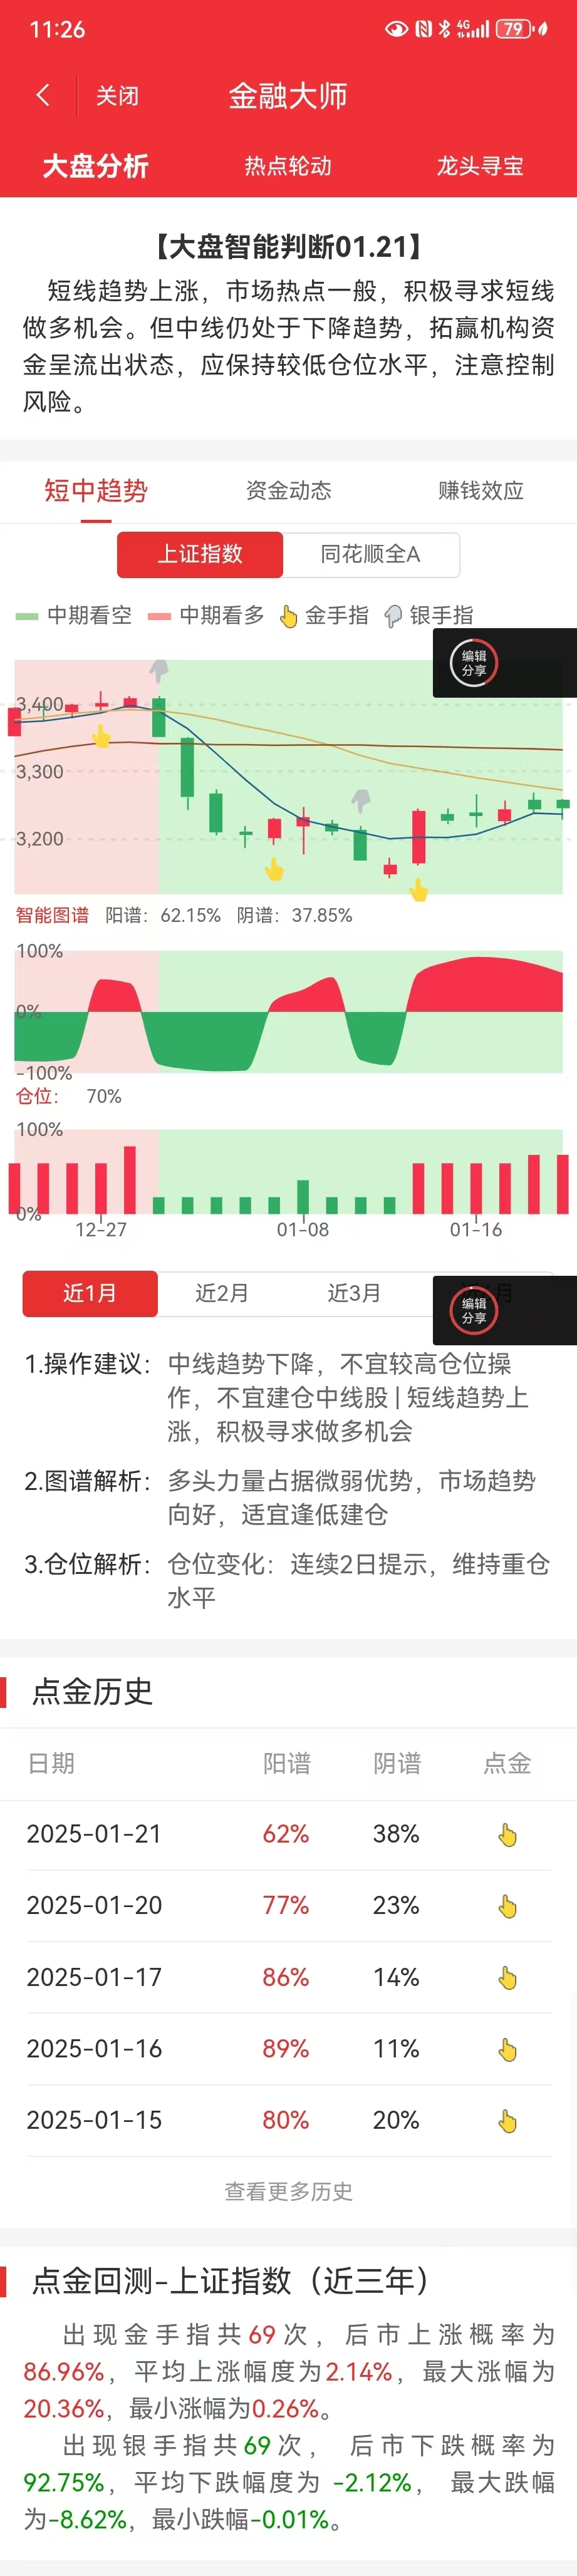 11:26
4G
79
关闭
金融大师
大盘分析
热点轮动
龙头寻宝
【大盘智能判断01.21】
短线趋势上涨，市场热点一般，积极寻求短线
做多机会。但中线仍处于下降趋势，拓赢机构资
金呈流出状态，应保持较低仓位水平，注意控制
风险。
短中趋势
资金动态
赚钱效应
上证指数
同花顺全A
中期看空
中期看多
金手指
银手指
编辑
分享
3,400
3,300
3,200
智能图谱 阳谱：62.15% 阴谱：37.85%
100%
0%
-100%
仓位： 70%
100%
0%
12-27
01-08
01-16
近1月
近2月
近3月
月
编辑
分享
1.操作建议：中线趋势下降，不宜较高仓位操
作，不宜建仓中线股 | 短线趋势上
涨，积极寻求做多机会
2.图谱解析：多头力量占据微弱优势，市场趋势
向好，适宜逢低建仓
3.仓位解析：仓位变化：连续2日提示，维持重仓
水平
点金历史
日期 阳谱 阴谱 点金
2025-01-21 62% 38%
2025-01-20 77% 23%
2025-01-17 86% 14%
2025-01-16 89% 11%
2025-01-15 80% 20%
查看更多历史
点金回测-上证指数（近三年）
出现金手指共69次，后市上涨概率为
86.96%，平均上涨幅度为2.14%，最大涨幅为
20.36%，最小涨幅为0.26%。
出现银手指共69次，后市下跌概率为
92.75%，平均下跌幅度为 -2.12%，最大跌幅
为-8.62%，最小跌幅-0.01%。